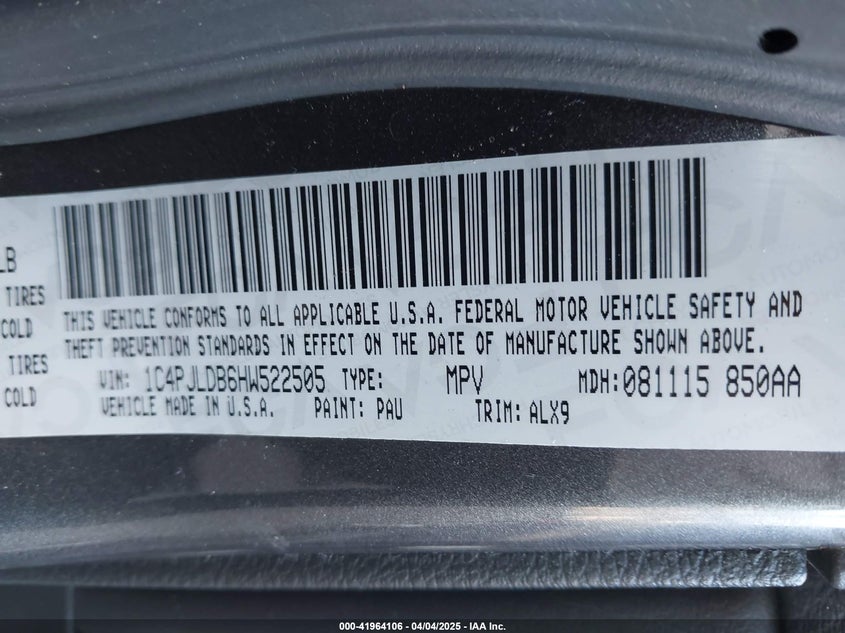 LB
TIRES
COLD
TIRES
COLD
THIS VEHICLE CONFORMS TO ALL APPLICABLE U.S.A. FEDERAL MOTOR VEHICLE SAFETY AND
THEFT PREVENTION STANDARDS IN EFFECT ON THE DATE OF MANUFACTURE SHOWN ABOVE.
VIN: 1C4PJLDB6HW522505 TYPE: MPV MDH:081115 850AA
VEHICLE MADE IN U.S.A. PAINT: PAU TRIM: ALX9
000-41964106 - 04/04/2025 - IAA Inc.